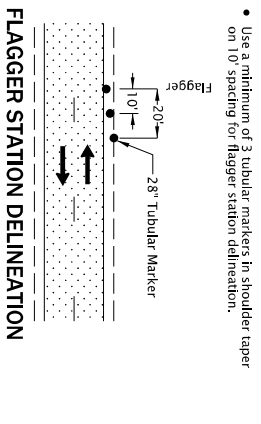 • Use a minimum of 3 tubular markers in shoulder taper
on 10' spacing for flagger station delineation.
Flagger
20'
10'
28" Tubular Marker
FLAGGER STATION DELINEATION